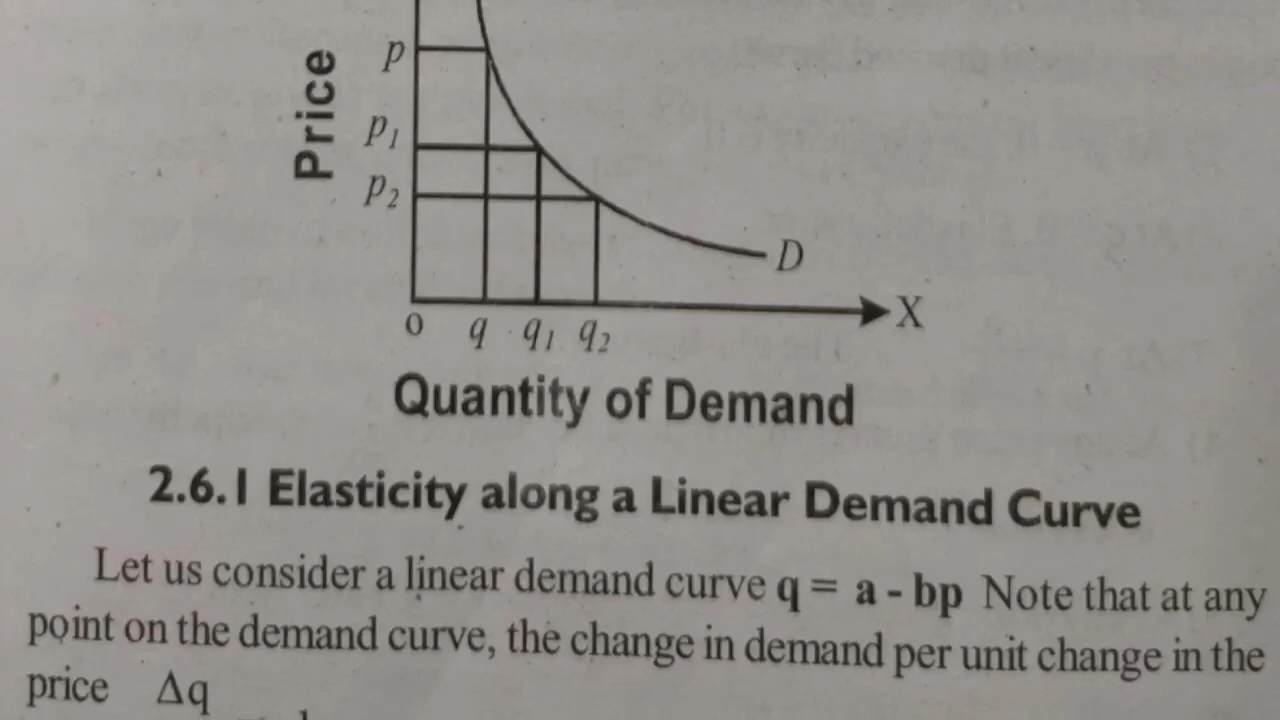 Price
p
p1
p2
D
X
o q q1 q2
Quantity of Demand
2.6.1 Elasticity along a Linear Demand Curve
Let us consider a linear demand curve q = a - bp Note that at any
point on the demand curve, the change in demand per unit change in the
price Δq